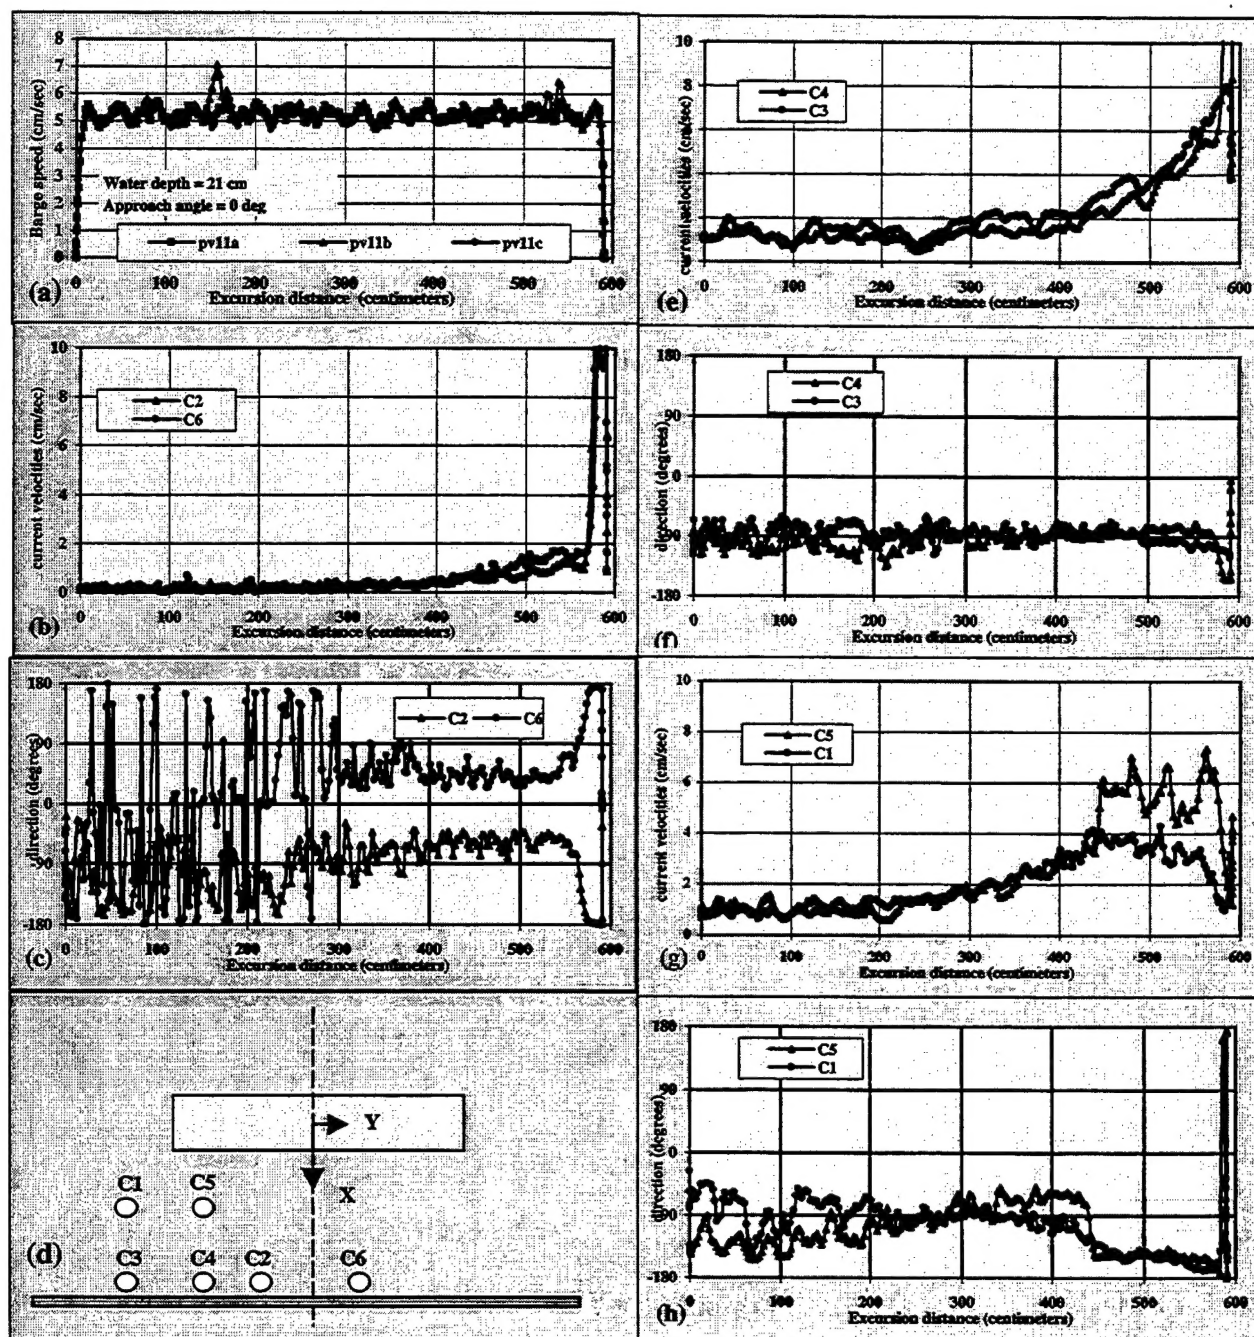 8
7
6
5
4
3
2
1
0
Barge speed (cm/sec)
Water depth = 21 cm
Approach angle = 0 deg
pv11a pv11b pv11c
0 100 200 300 400 500 600
(a) Excursion distance (centimeters)
10
8
6
4
2
0
current velocities (cm/sec)
C2
C6
0 100 200 300 400 500 600
(b) Excursion distance (centimeters)
180
90
0
-90
-180
direction (degrees)
C2 C6
0 100 200 300 400 500 600
(c) Excursion distance (centimeters)
Y
X
C1 C5
C3 C4 C2 C6
(d)
10
8
current velocities (cm/sec)
C4
C3
0 100 200 300 400 500 600
(e) Excursion distance (centimeters)
180
90
0
-90
-180
direction (degrees)
C4
C3
0 100 200 300 400 500 600
(f) Excursion distance (centimeters)
10
8
6
4
2
0
current velocities (cm/sec)
C5
C1
0 100 200 300 400 500 600
(g) Excursion distance (centimeters)
180
90
0
-90
-180
direction (degrees)
C5
C1
0 100 200 300 400 500 600
(h) Excursion distance (centimeters)